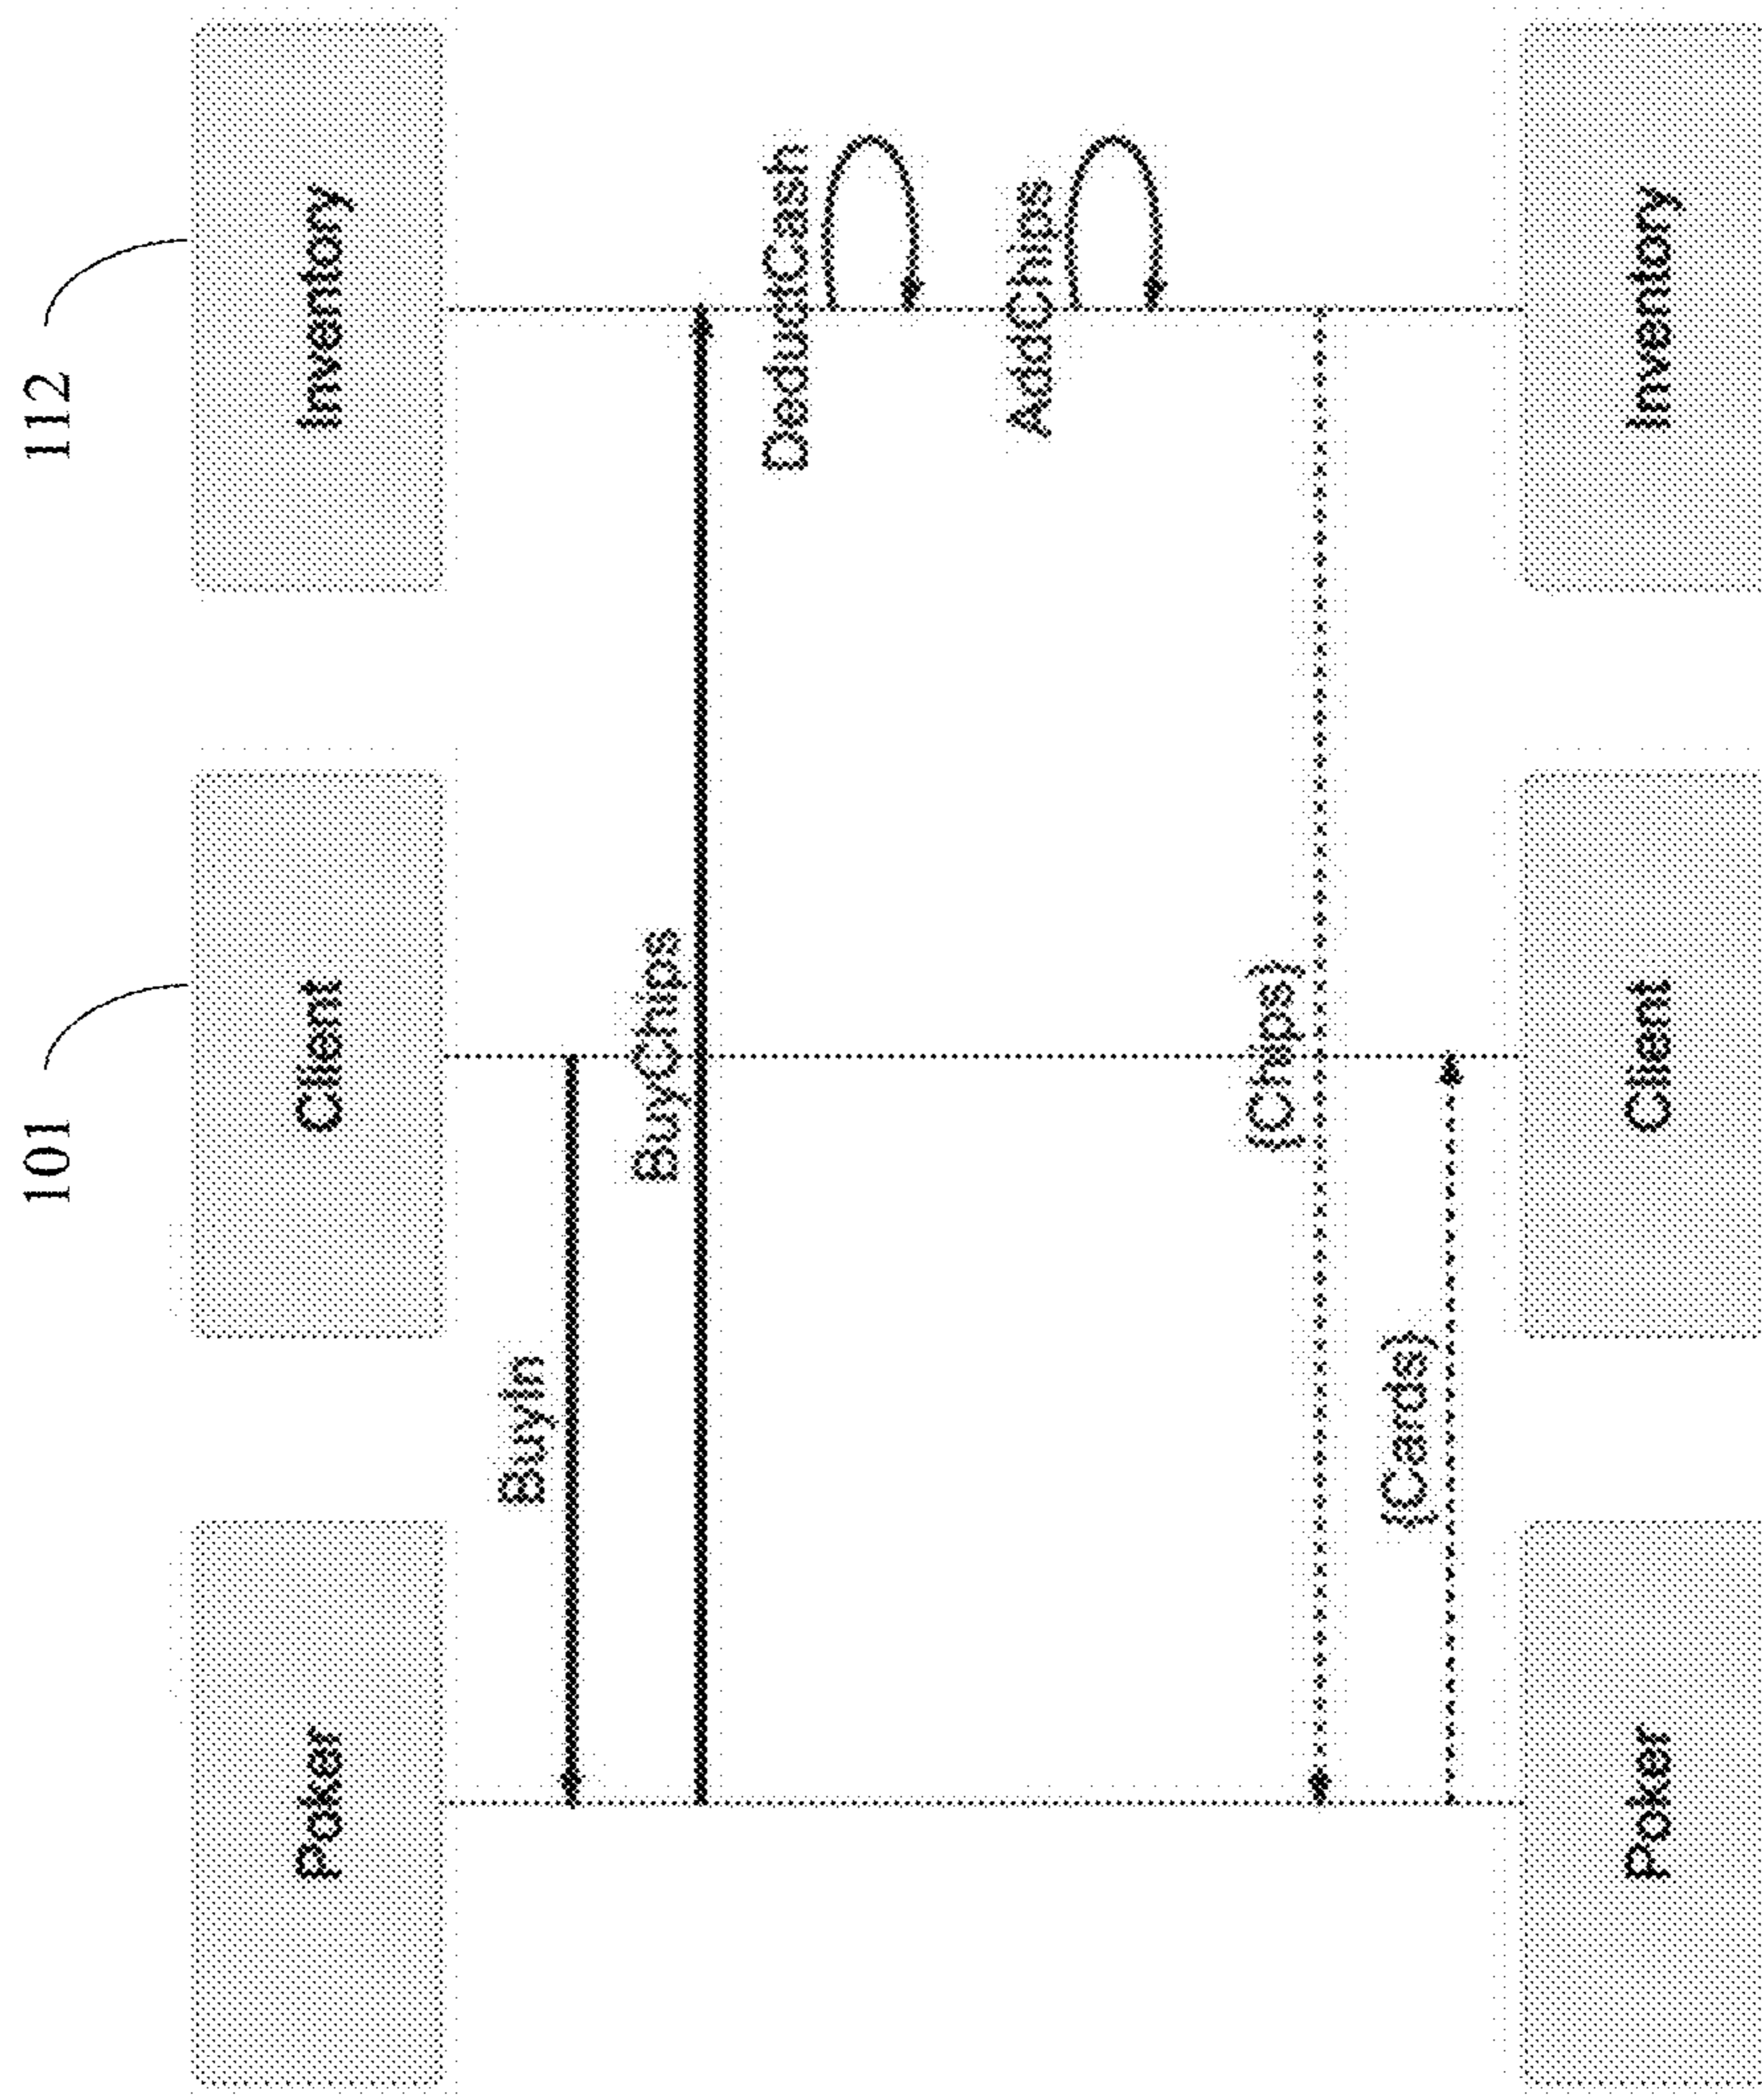 101 112
Poker Client Inventory
BuyIn
BuyChips
DeductCash
AddChips
(Chips)
(Cards)
Poker Client Inventory